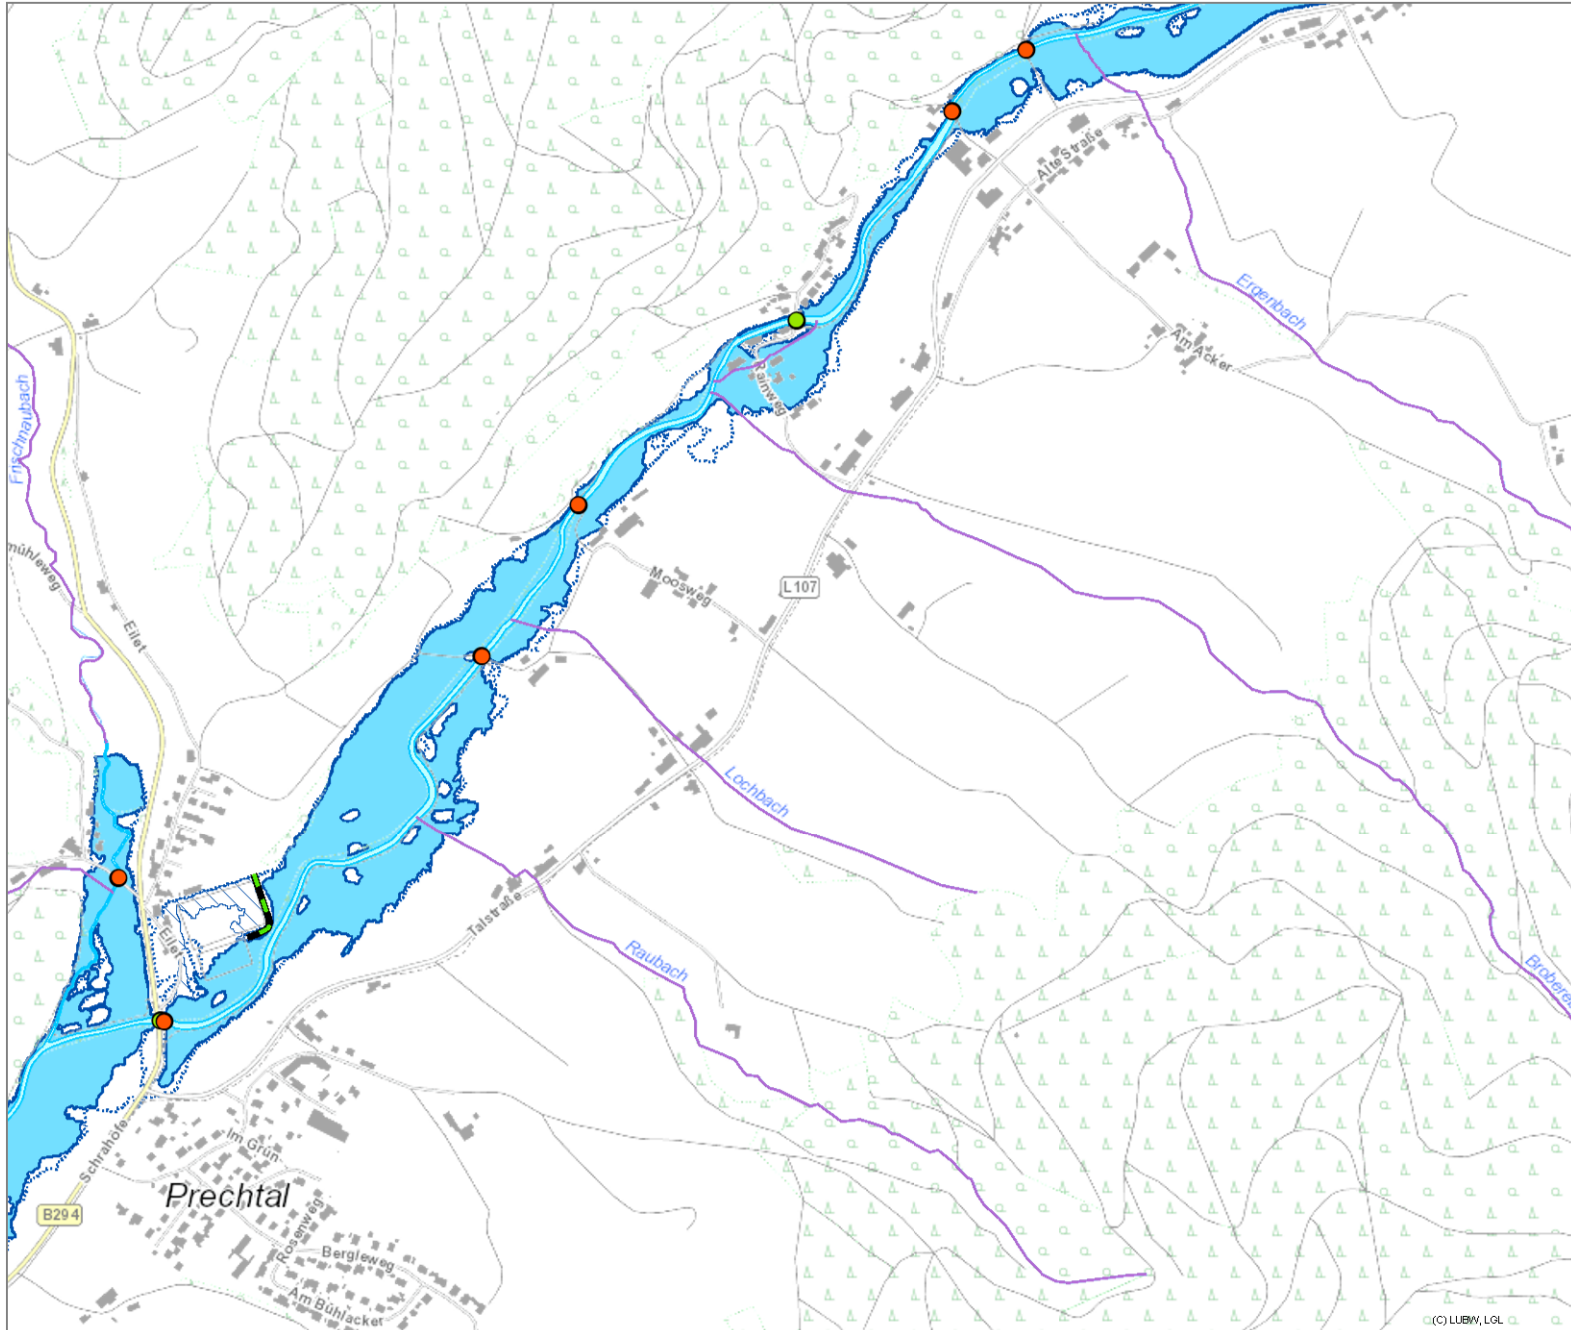 Alte Straße
Ergenbach
Am Acker
Rainweg
Frischnaubach
mühleweg
Eilet
Moosweg
L 107
Lochbach
Talstraße
Eilet
Raubach
Brobere
Schrahöfe
Im Grün
Prechtal
B294
Rosenweg
Bergleweg
Am Bühlacker
(C) LUBW, LGL